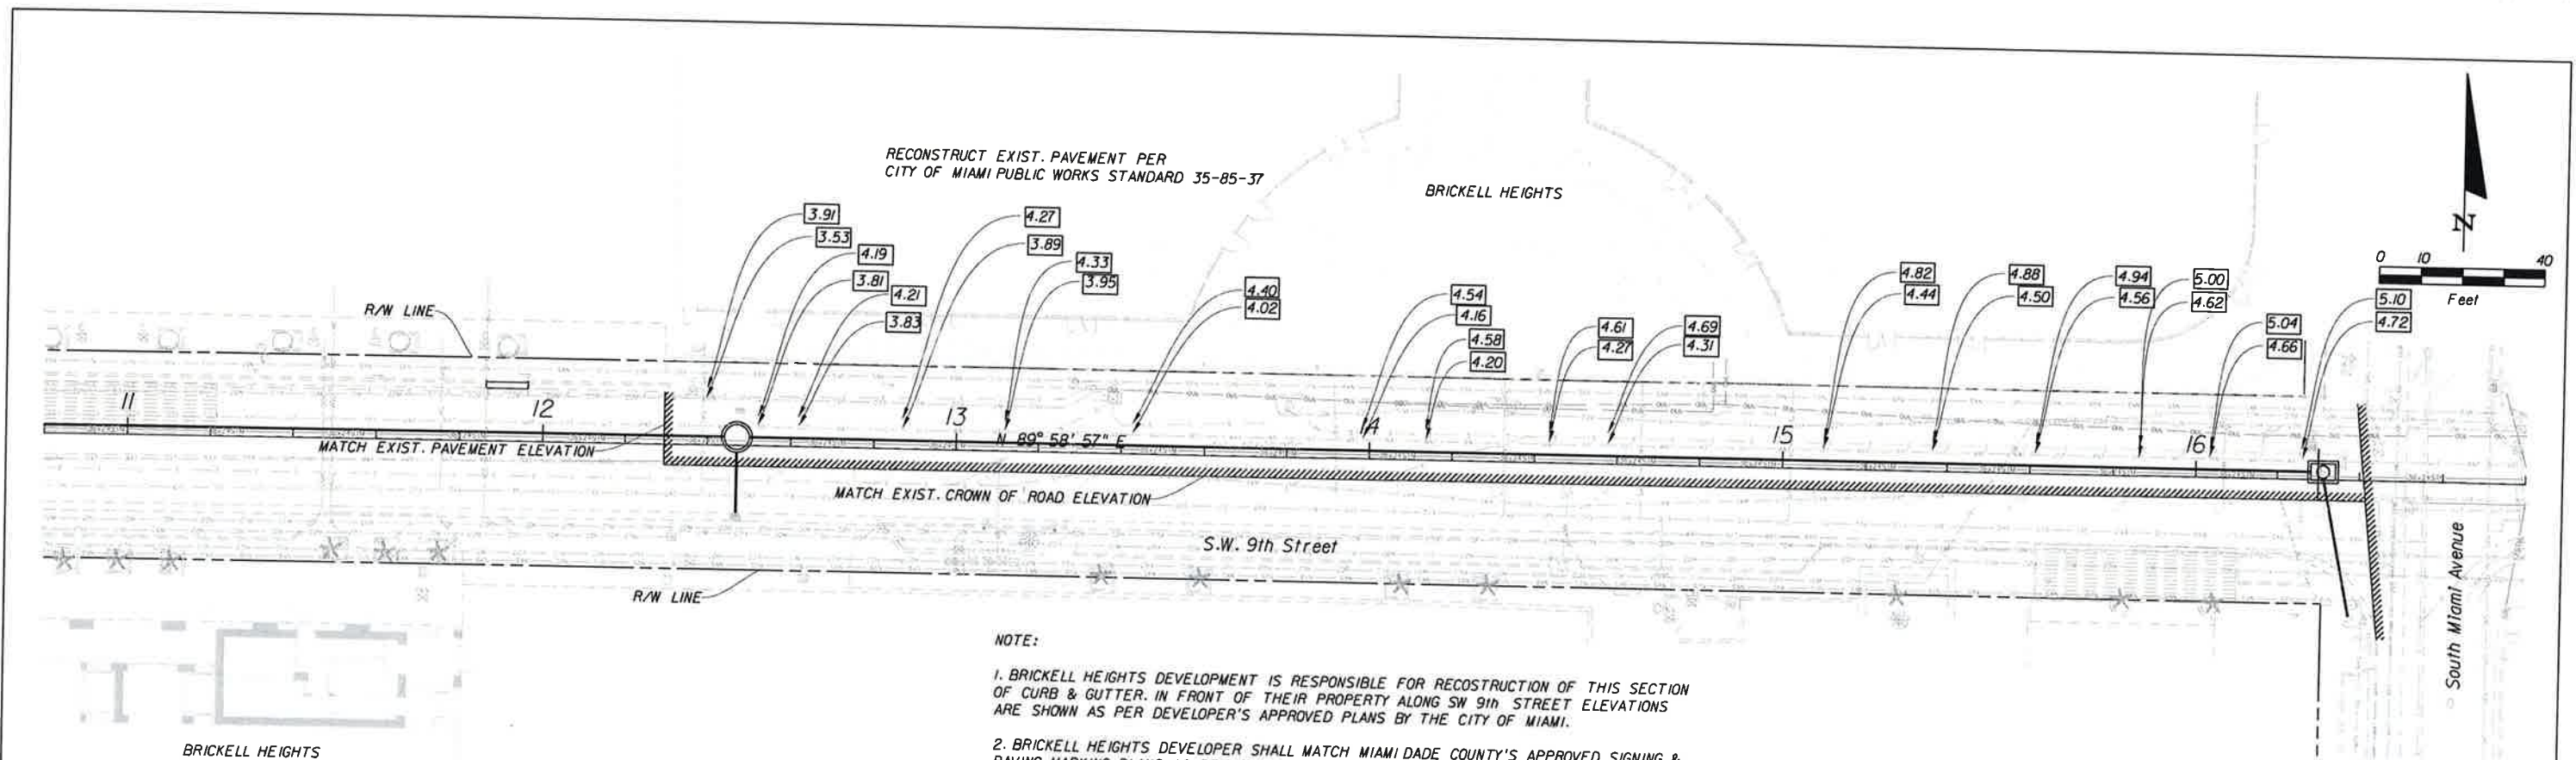 RECONSTRUCT EXIST. PAVEMENT PER
CITY OF MIAMI PUBLIC WORKS STANDARD 35-85-37
BRICKELL HEIGHTS
N
0 10 40
Feet
3.91
3.53
4.19
3.81
4.21
3.83
4.27
3.89
4.33
3.95
4.40
4.02
4.54
4.16
4.58
4.20
4.61
4.27
4.69
4.31
4.82
4.44
4.88
4.50
4.94
4.56
5.00
4.62
5.04
4.66
5.10
4.72
R/W LINE
11
12
13
14
15
16
N 89° 58' 57" E
MATCH EXIST. PAVEMENT ELEVATION
MATCH EXIST. CROWN OF ROAD ELEVATION
S.W. 9th Street
South Miami Avenue
R/W LINE
NOTE:
1. BRICKELL HEIGHTS DEVELOPMENT IS RESPONSIBLE FOR RECOSTRUCTION OF THIS SECTION
OF CURB & GUTTER. IN FRONT OF THEIR PROPERTY ALONG SW 9th STREET ELEVATIONS
ARE SHOWN AS PER DEVELOPER'S APPROVED PLANS BY THE CITY OF MIAMI.
2. BRICKELL HEIGHTS DEVELOPER SHALL MATCH MIAMI DADE COUNTY'S APPROVED SIGNING &
BRICKELL HEIGHTS